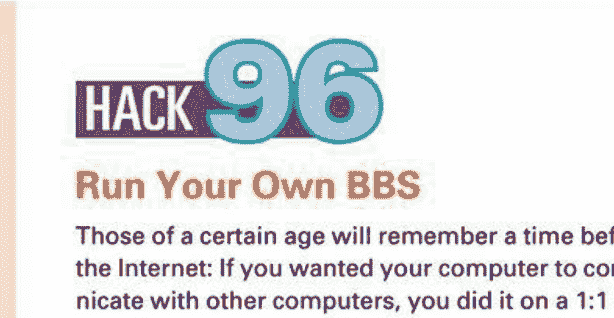 HACK 96
Run Your Own BBS
Those of a certain age will remember a time bef
the Internet: If you wanted your computer to cor
nicate with other computers, you did it on a 1:1